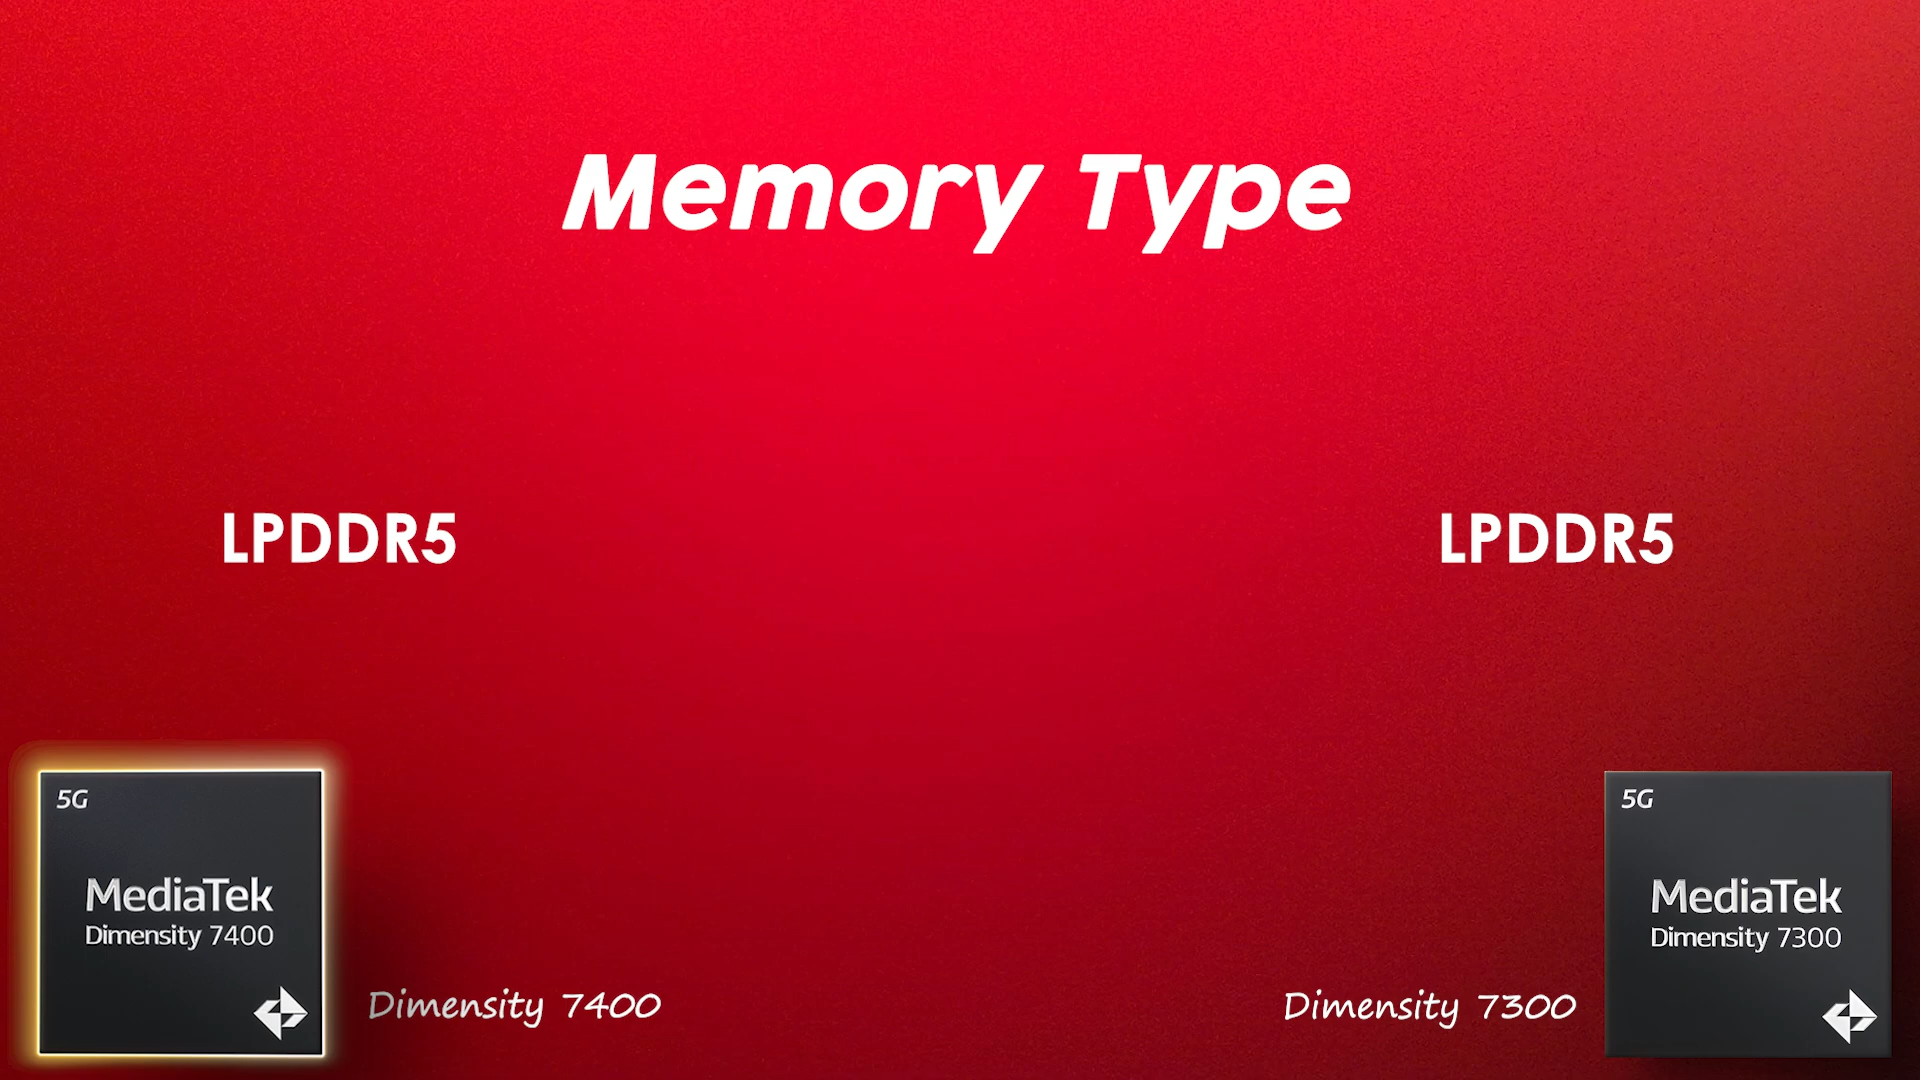 Memory Type
LPDDR5
LPDDR5
5G
MediaTek
Dimensity 7400
Dimensity 7400
Dimensity 7300
5G
MediaTek
Dimensity 7300